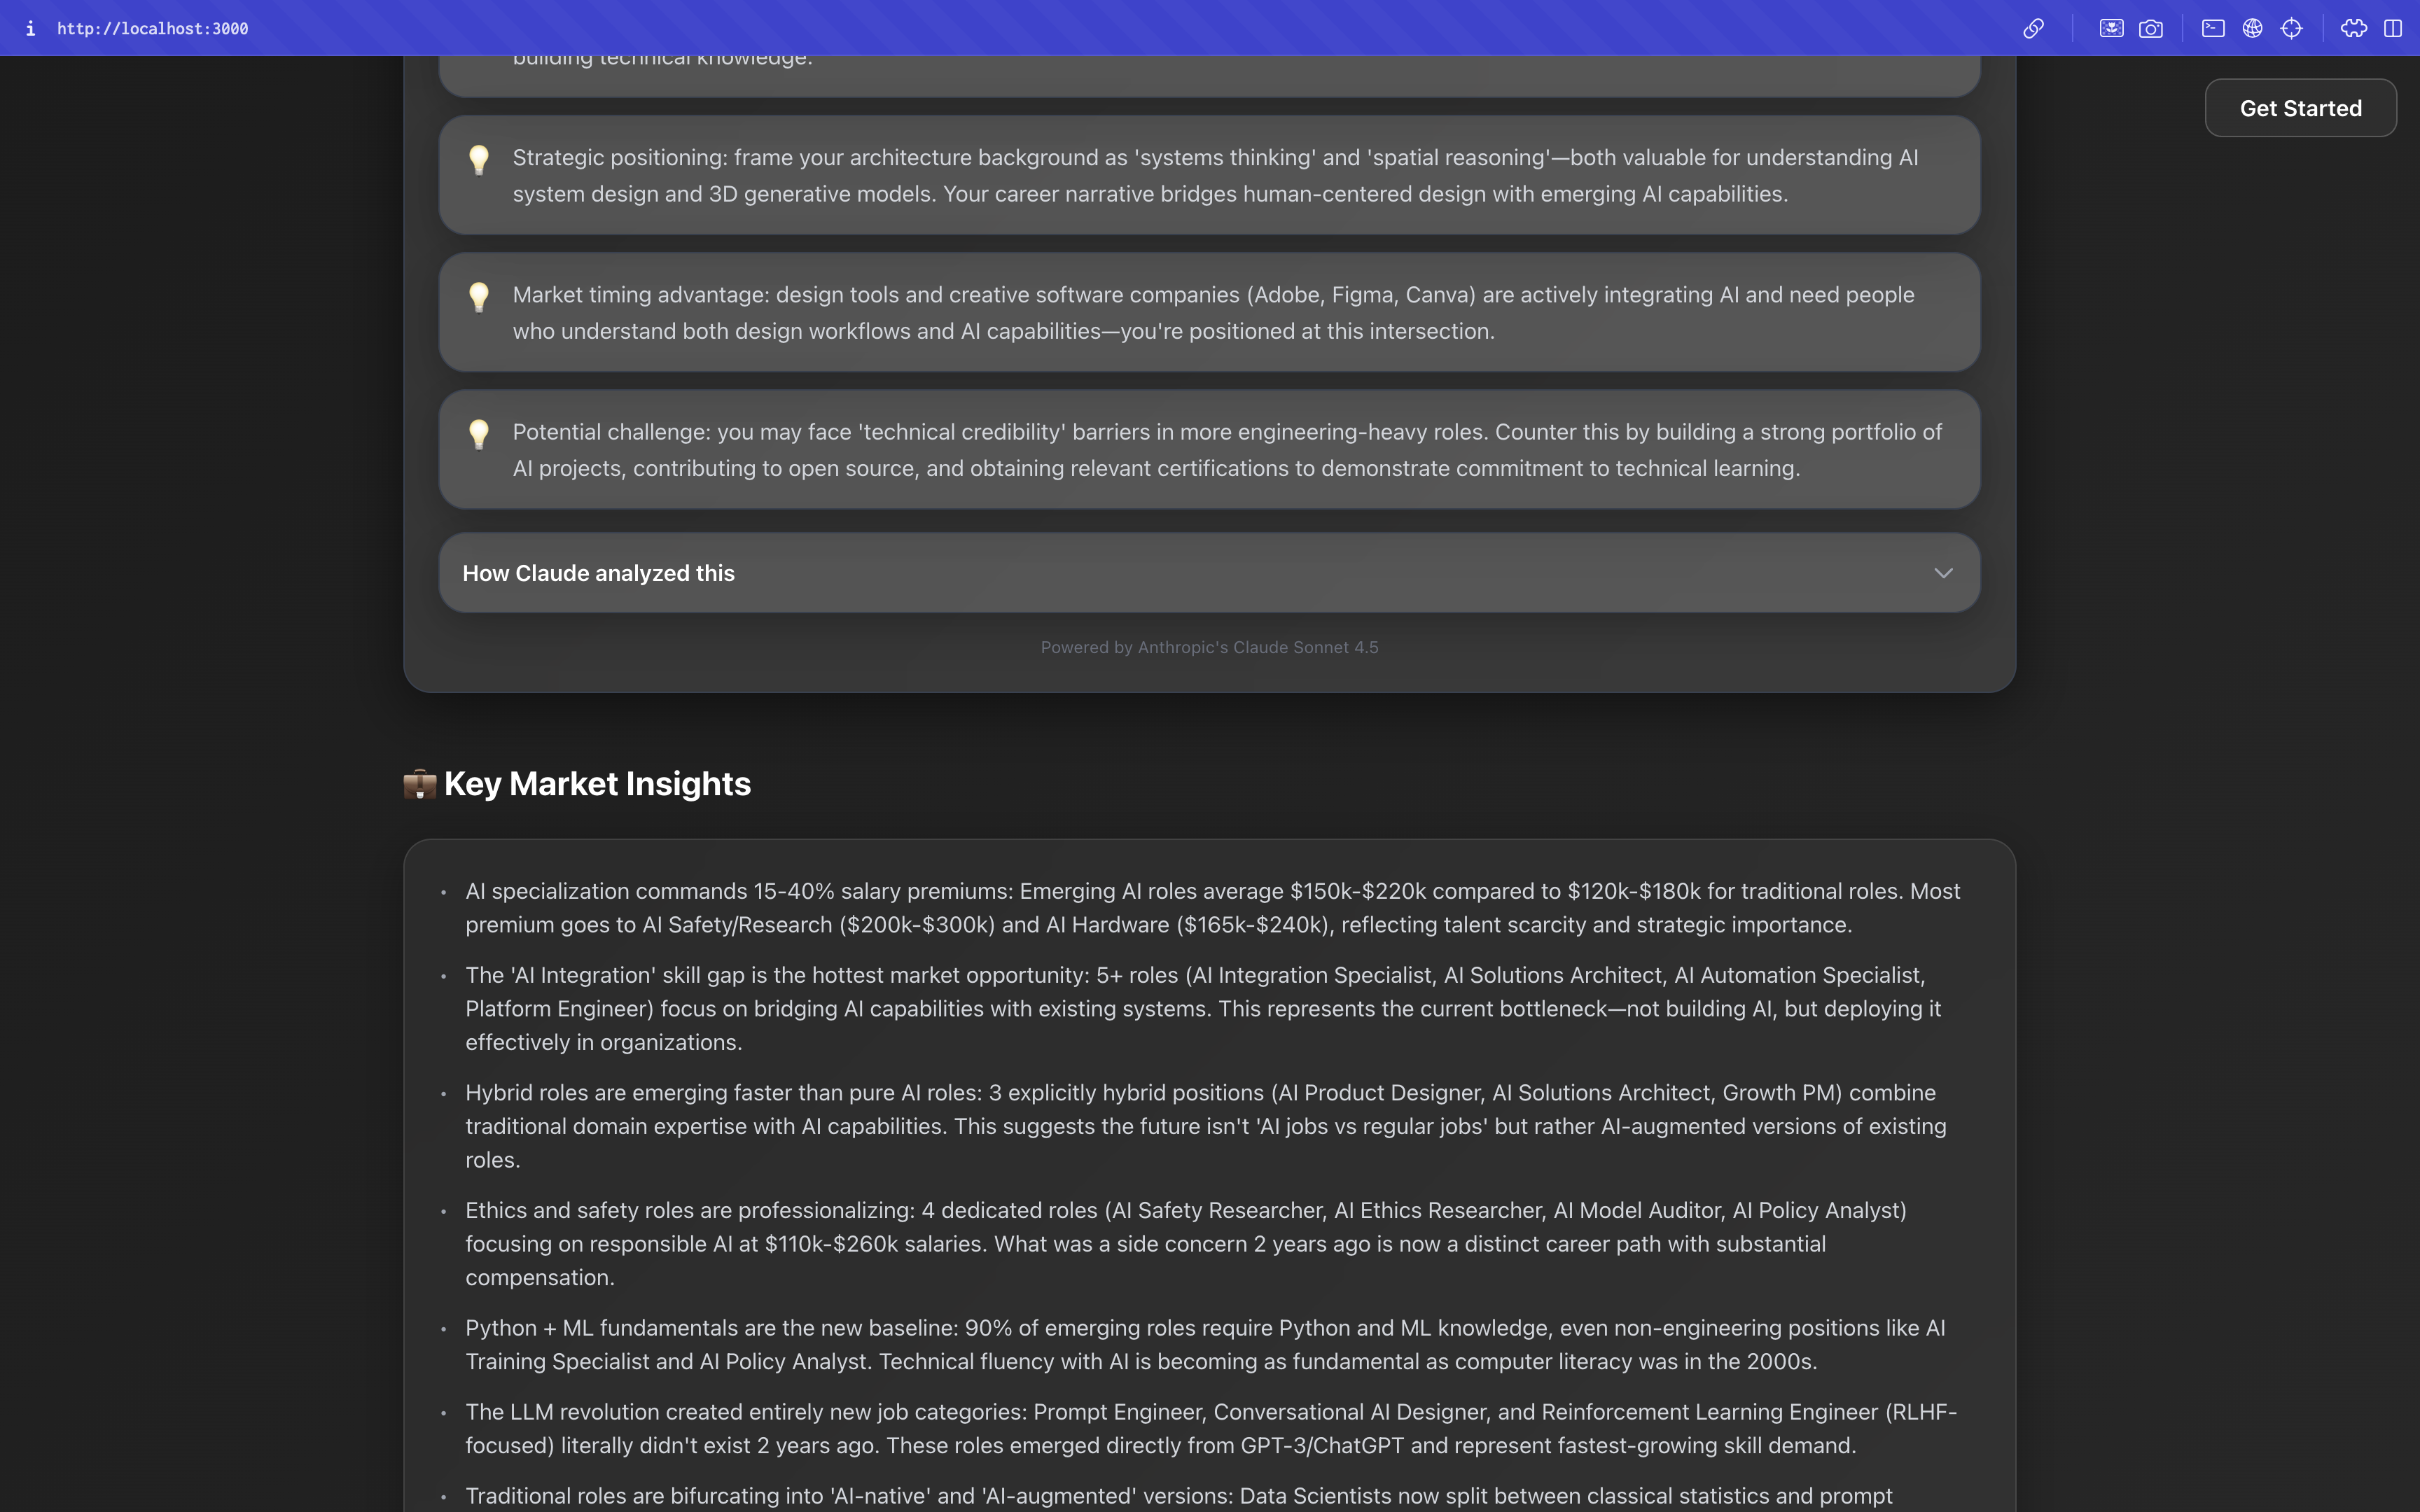 http://localhost:3000
building technical knowledge.
Get Started
Strategic positioning: frame your architecture background as 'systems thinking' and 'spatial reasoning'—both valuable for understanding AI
system design and 3D generative models. Your career narrative bridges human-centered design with emerging AI capabilities.
Market timing advantage: design tools and creative software companies (Adobe, Figma, Canva) are actively integrating AI and need people
who understand both design workflows and AI capabilities—you're positioned at this intersection.
Potential challenge: you may face 'technical credibility' barriers in more engineering-heavy roles. Counter this by building a strong portfolio of
AI projects, contributing to open source, and obtaining relevant certifications to demonstrate commitment to technical learning.
How Claude analyzed this
Powered by Anthropic's Claude Sonnet 4.5
Key Market Insights
• AI specialization commands 15-40% salary premiums: Emerging AI roles average $150k-$220k compared to $120k-$180k for traditional roles. Most
premium goes to AI Safety/Research ($200k-$300k) and AI Hardware ($165k-$240k), reflecting talent scarcity and strategic importance.
• The 'AI Integration' skill gap is the hottest market opportunity: 5+ roles (AI Integration Specialist, AI Solutions Architect, AI Automation Specialist,
Platform Engineer) focus on bridging AI capabilities with existing systems. This represents the current bottleneck—not building AI, but deploying it
effectively in organizations.
• Hybrid roles are emerging faster than pure AI roles: 3 explicitly hybrid positions (AI Product Designer, AI Solutions Architect, Growth PM) combine
traditional domain expertise with AI capabilities. This suggests the future isn't 'AI jobs vs regular jobs' but rather AI-augmented versions of existing
roles.
• Ethics and safety roles are professionalizing: 4 dedicated roles (AI Safety Researcher, AI Ethics Researcher, AI Model Auditor, AI Policy Analyst)
focusing on responsible AI at $110k-$260k salaries. What was a side concern 2 years ago is now a distinct career path with substantial
compensation.
• Python + ML fundamentals are the new baseline: 90% of emerging roles require Python and ML knowledge, even non-engineering positions like AI
Training Specialist and AI Policy Analyst. Technical fluency with AI is becoming as fundamental as computer literacy was in the 2000s.
• The LLM revolution created entirely new job categories: Prompt Engineer, Conversational AI Designer, and Reinforcement Learning Engineer (RLHF-
focused) literally didn't exist 2 years ago. These roles emerged directly from GPT-3/ChatGPT and represent fastest-growing skill demand.
• Traditional roles are bifurcating into 'AI-native' and 'AI-augmented' versions: Data Scientists now split between classical statistics and prompt